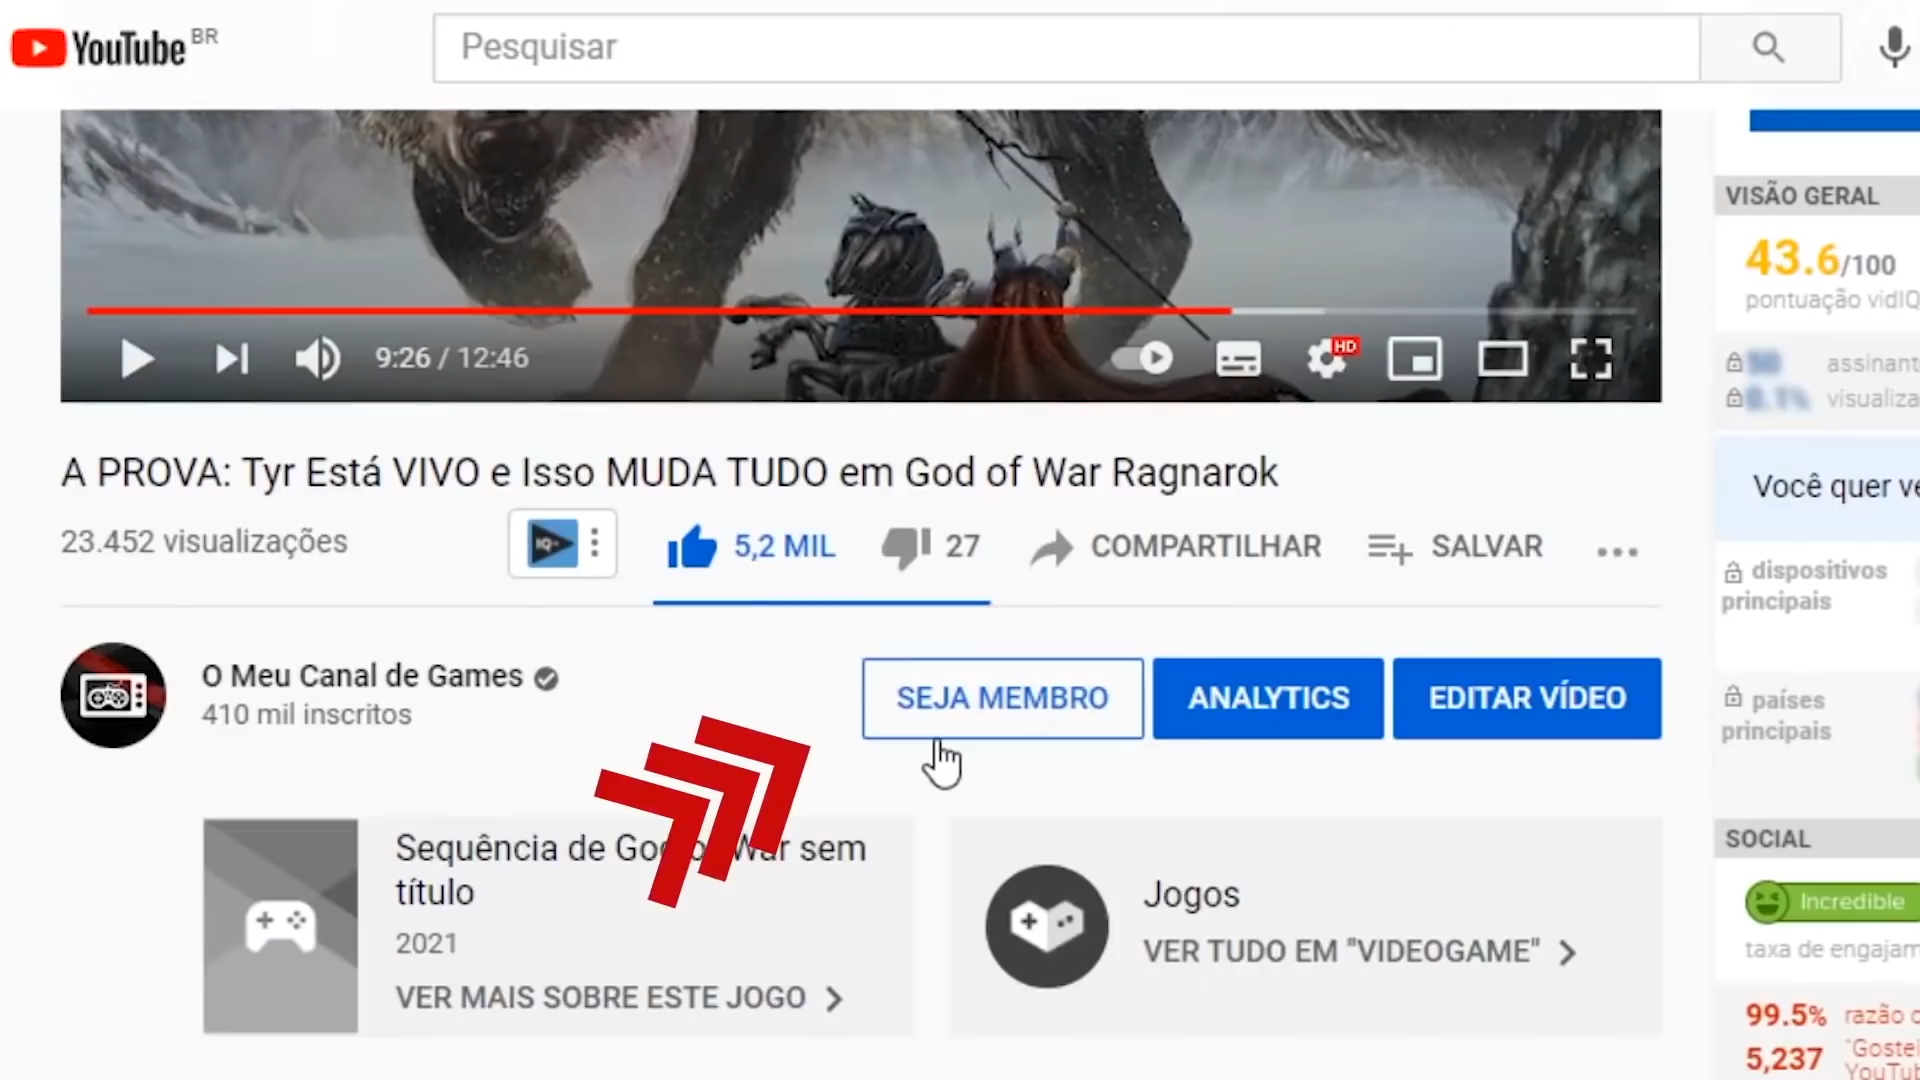 YouTube BR
Pesquisar
9:26 / 12:46
HD
A PROVA: Tyr Está VIVO e Isso MUDA TUDO em God of War Ragnarok
23.452 visualizações
IQ
5,2 MIL
27
COMPARTILHAR
SALVAR
O Meu Canal de Games
410 mil inscritos
SEJA MEMBRO
ANALYTICS
EDITAR VÍDEO
Sequência de God of War sem
título
2021
VER MAIS SOBRE ESTE JOGO
Jogos
VER TUDO EM "VIDEOGAME"
VISÃO GERAL
43.6/100
pontuação vidIQ
assinant
visualiza
Você quer ve
dispositivos
principais
países
principais
SOCIAL
Incredible
taxa de engajam
99.5% razão
5,237 "Gostei
YouTub